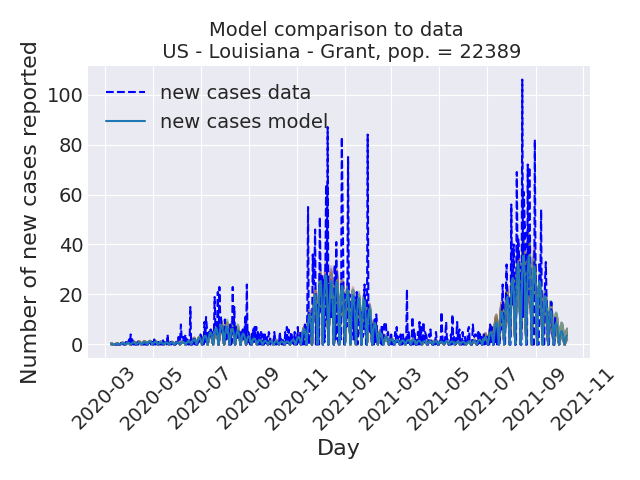 Model comparison to data
US - Louisiana - Grant, pop. = 22389
Number of new cases reported
100
80
60
40
20
0
new cases data
new cases model
2020-03
2020-05
2020-07
2020-09
2020-11
2021-01
2021-03
2021-05
2021-07
2021-09
2021-11
Day